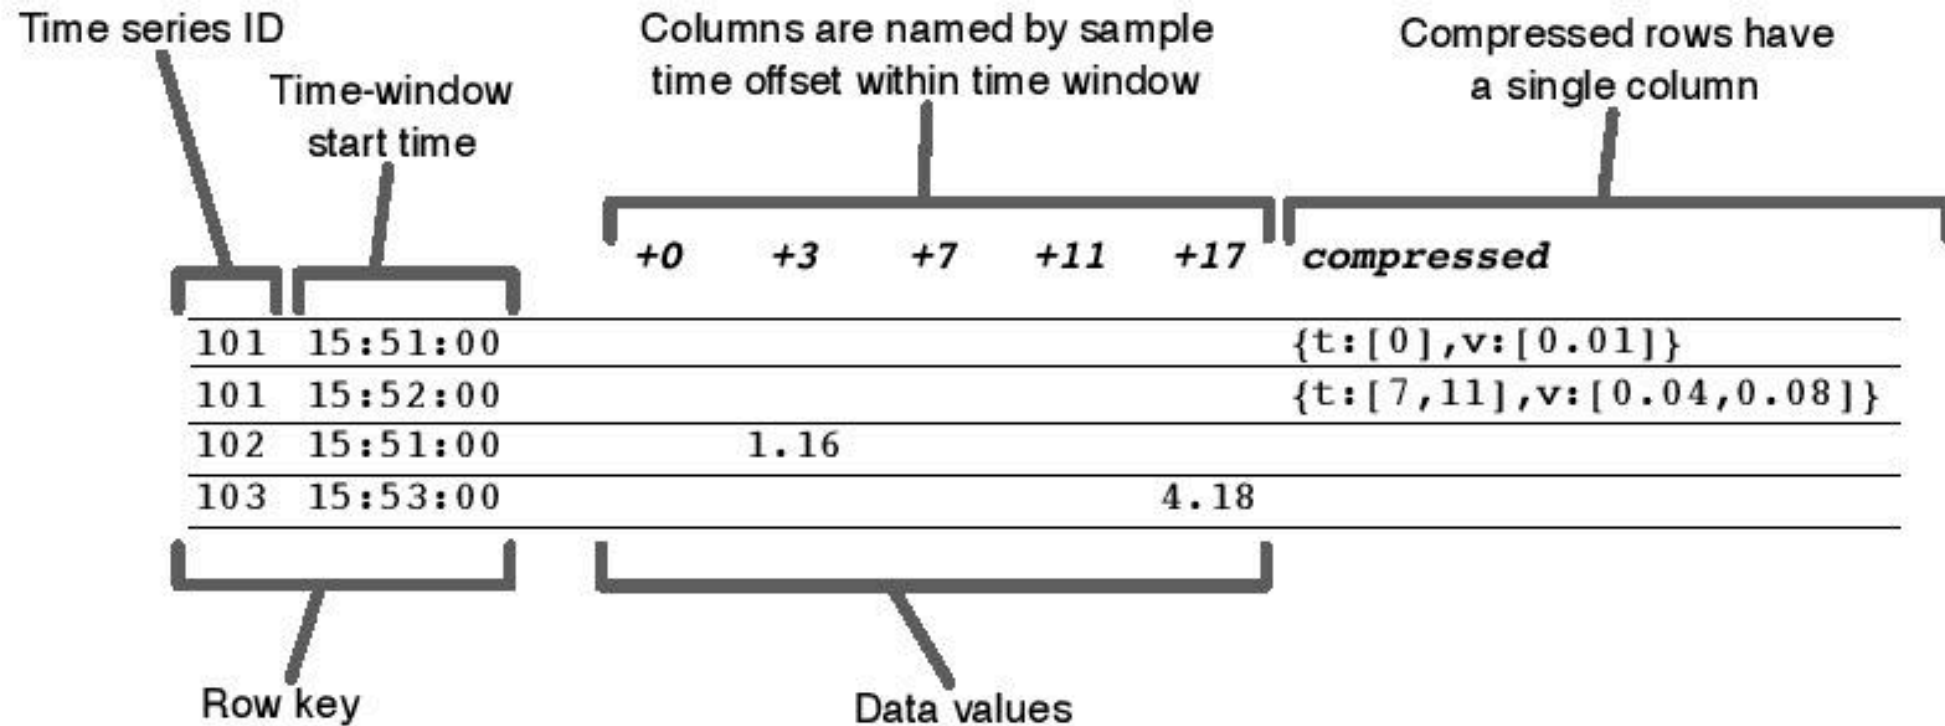 Time series ID
Time-window
start time
Columns are named by sample
time offset within time window
Compressed rows have
a single column
+0 +3 +7 +11 +17 compressed
101 15:51:00 {t:[0],v:[0.01]}
101 15:52:00 {t:[7,11],v:[0.04,0.08]}
102 15:51:00 1.16
103 15:53:00 4.18
Row key
Data values